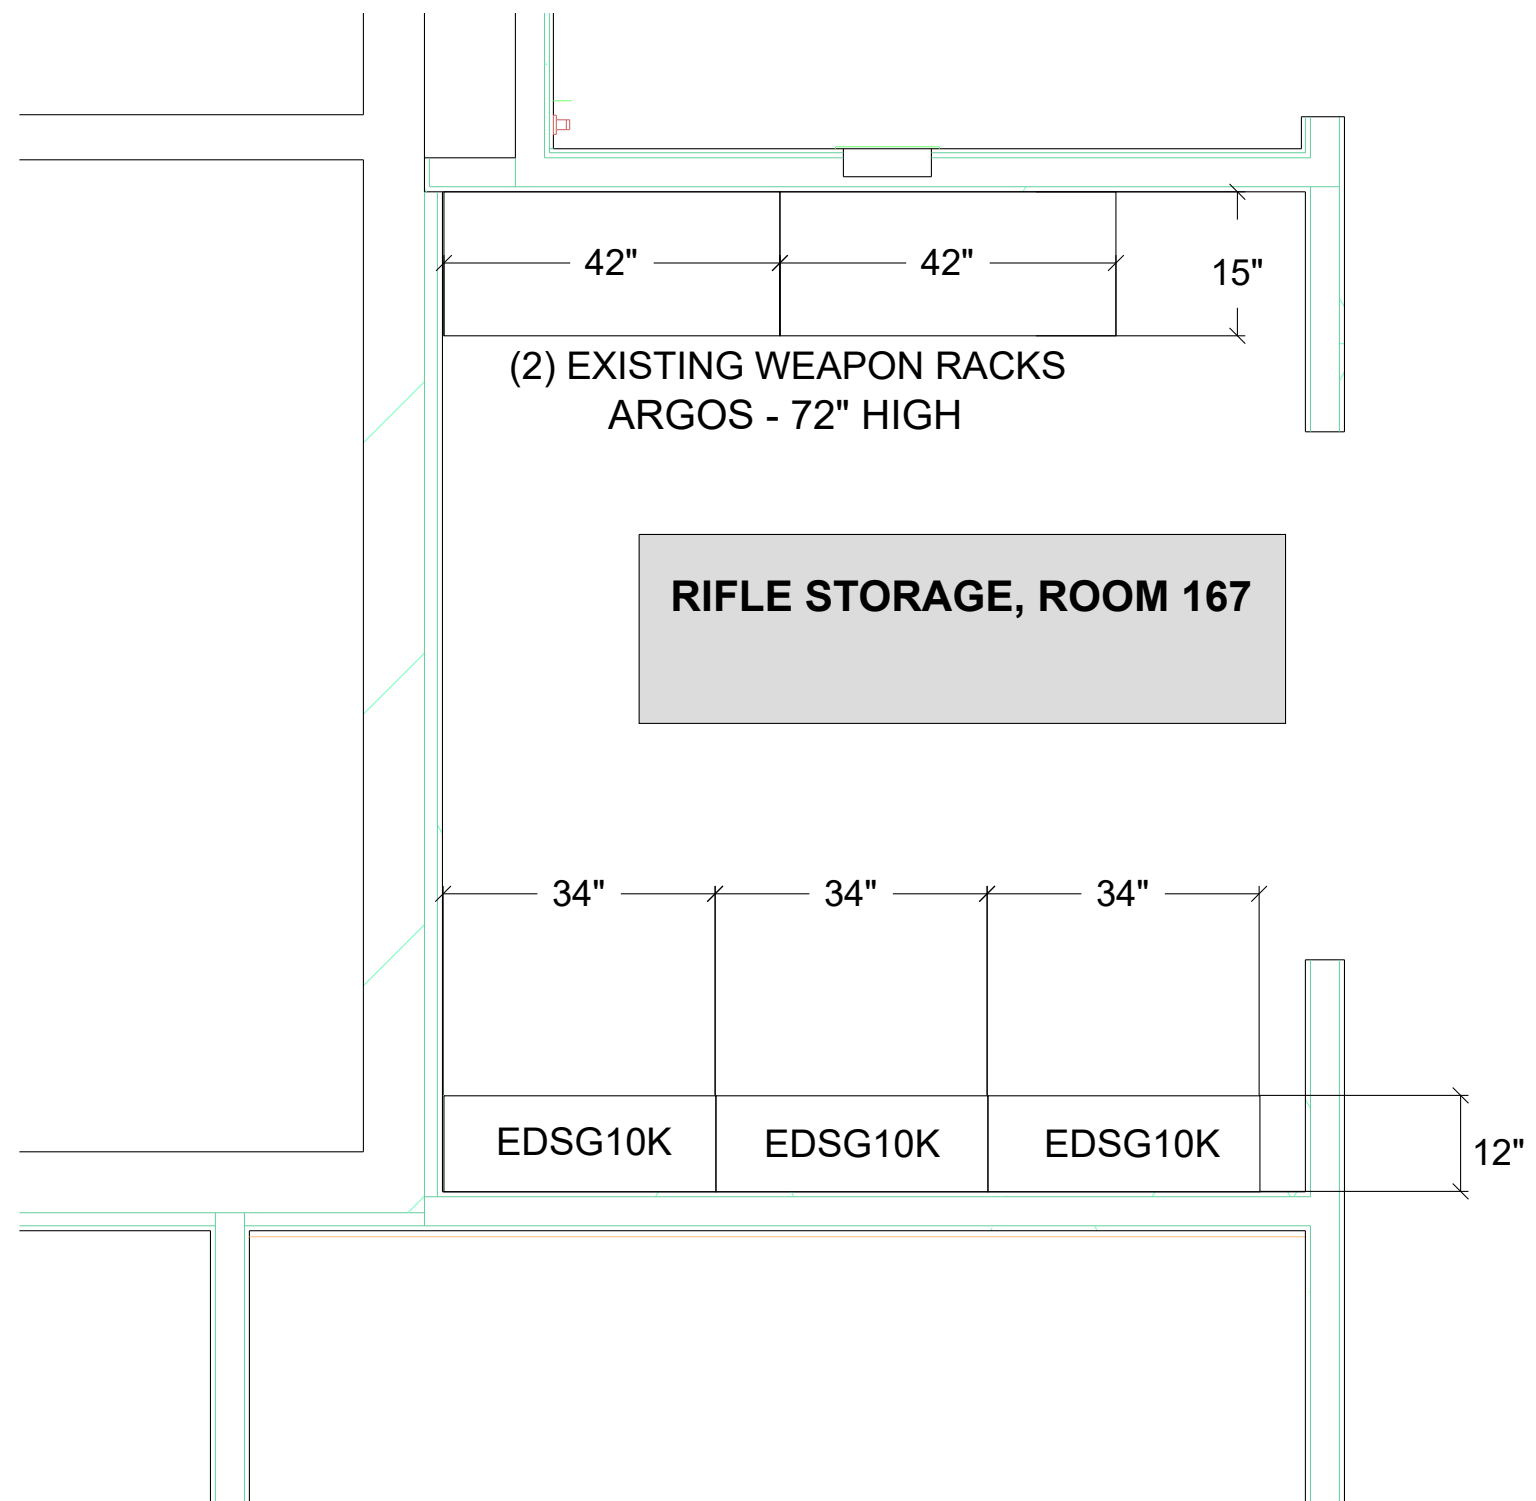 42"
42"
15"
(2) EXISTING WEAPON RACKS
ARGOS - 72" HIGH
RIFLE STORAGE, ROOM 167
34"
34"
34"
EDSG10K
EDSG10K
EDSG10K
12"